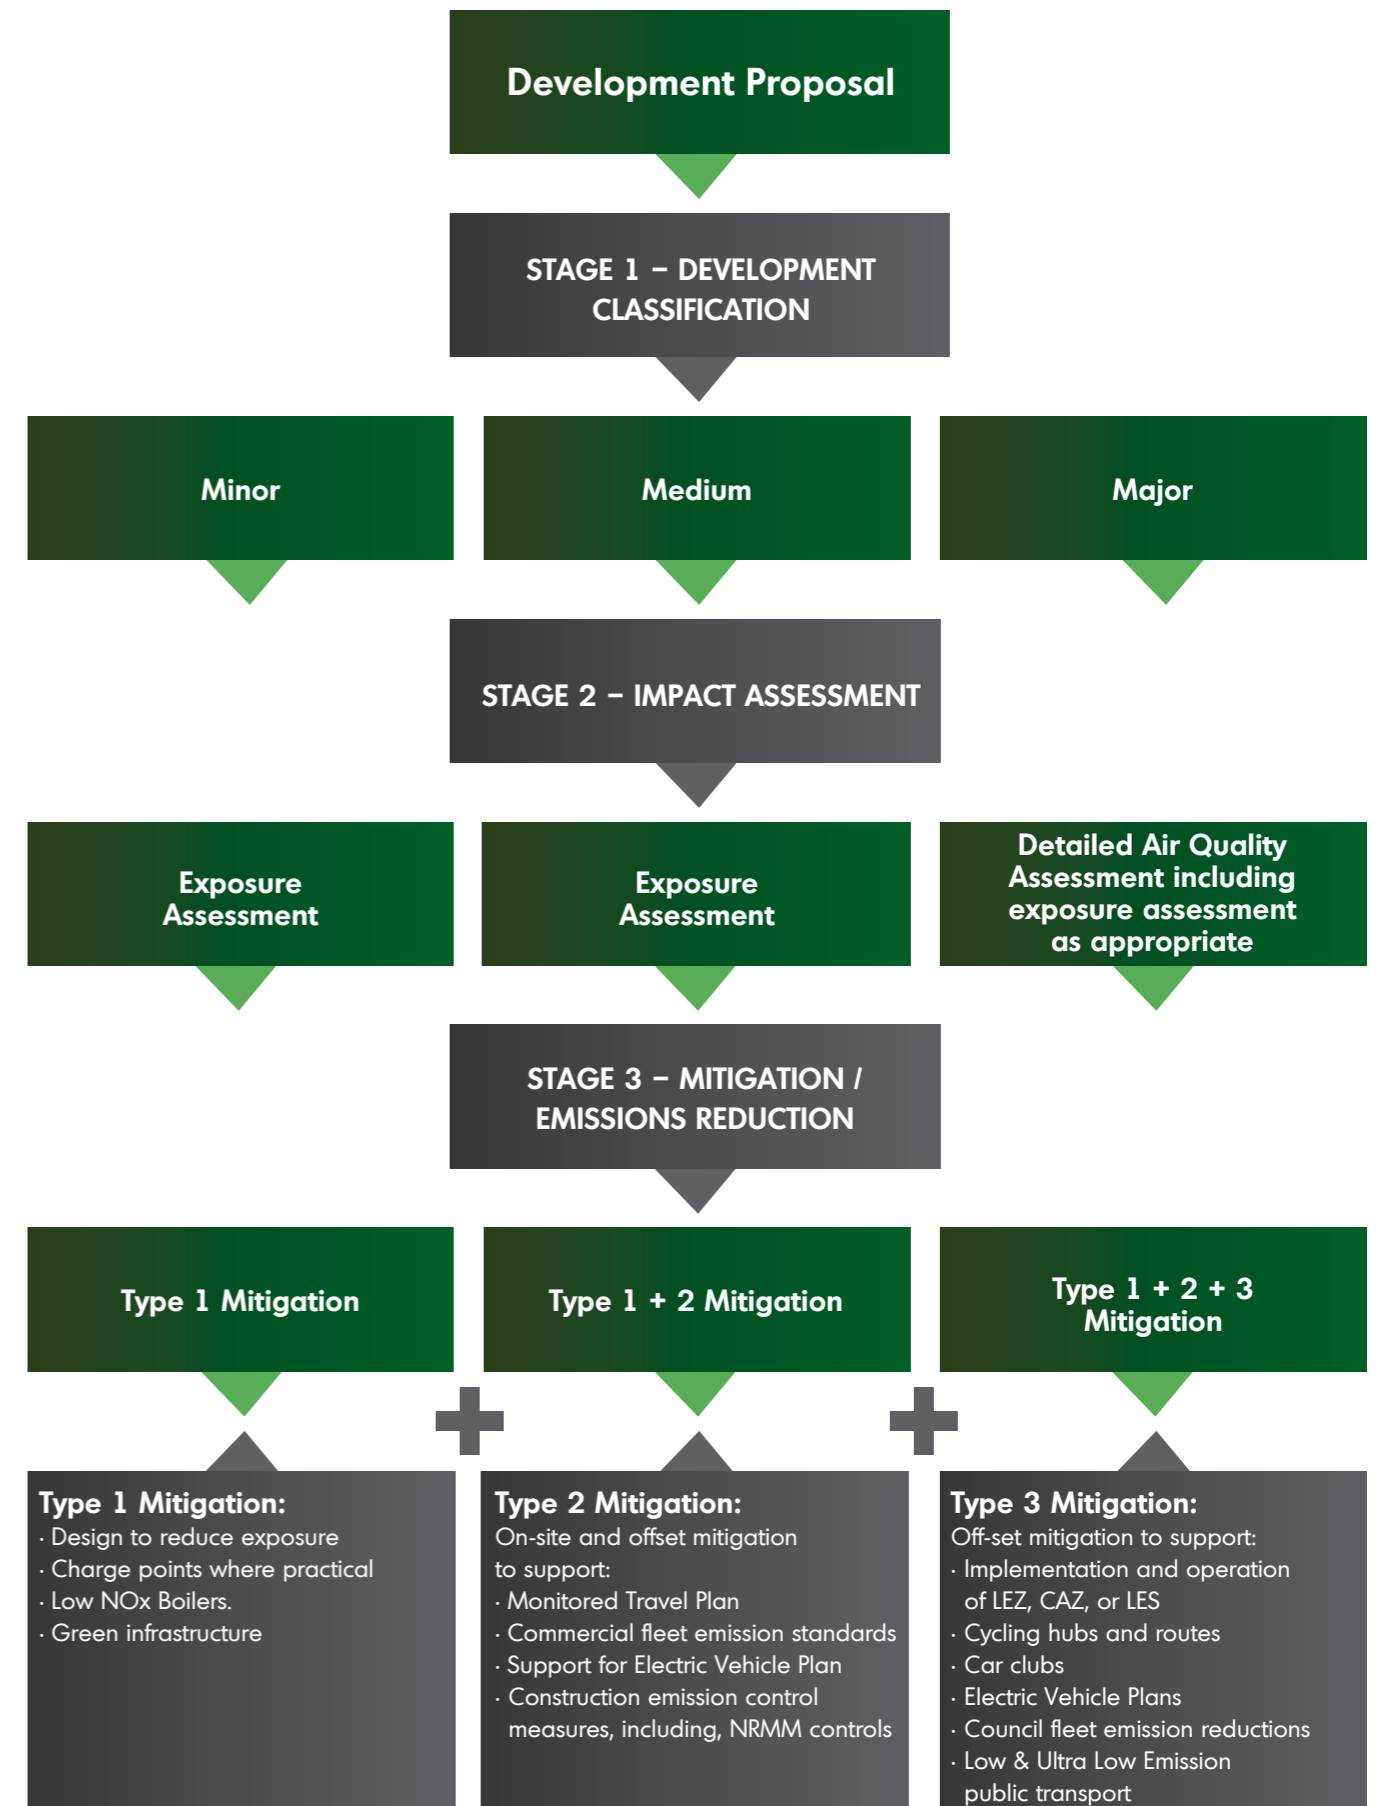 Development Proposal
STAGE 1 – DEVELOPMENT
CLASSIFICATION
Minor
Medium
Major
STAGE 2 – IMPACT ASSESSMENT
Exposure
Assessment
Exposure
Assessment
Detailed Air Quality
Assessment including
exposure assessment
as appropriate
STAGE 3 – MITIGATION /
EMISSIONS REDUCTION
Type 1 Mitigation
Type 1 + 2 Mitigation
Type 1 + 2 + 3
Mitigation
Type 1 Mitigation:
· Design to reduce exposure
· Charge points where practical
· Low NOx Boilers.
· Green infrastructure
Type 2 Mitigation:
On-site and offset mitigation
to support:
· Monitored Travel Plan
· Commercial fleet emission standards
· Support for Electric Vehicle Plan
· Construction emission control
measures, including, NRMM controls
Type 3 Mitigation:
Off-set mitigation to support:
· Implementation and operation
of LEZ, CAZ, or LES
· Cycling hubs and routes
· Car clubs
· Electric Vehicle Plans
· Council fleet emission reductions
· Low & Ultra Low Emission
public transport